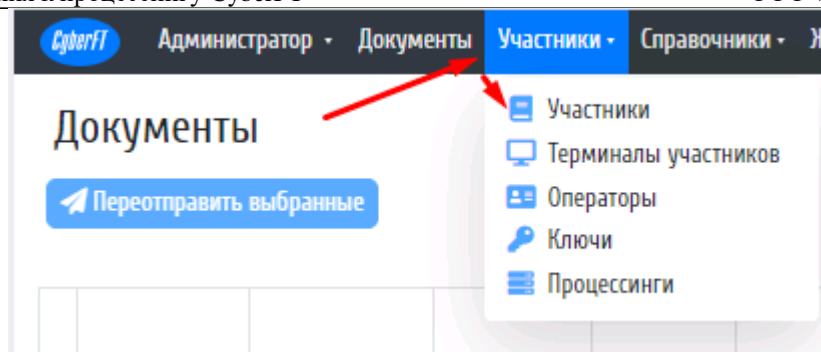 CyberFT Администратор Документы Участники Справочники
Документы
Переотправить выбранные
Участники
Терминалы участников
Операторы
Ключи
Процессинги